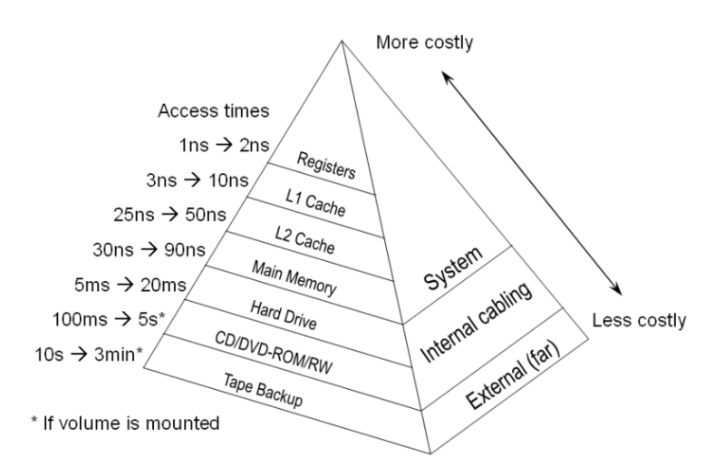 More costly
Access times
1ns → 2ns
Registers
3ns → 10ns
L1 Cache
25ns → 50ns
L2 Cache
30ns → 90ns
Main Memory
5ms → 20ms
Hard Drive
100ms → 5s*
CD/DVD-ROM/RW
10s → 3min*
Tape Backup
System
Internal cabling
External (far)
Less costly
* If volume is mounted